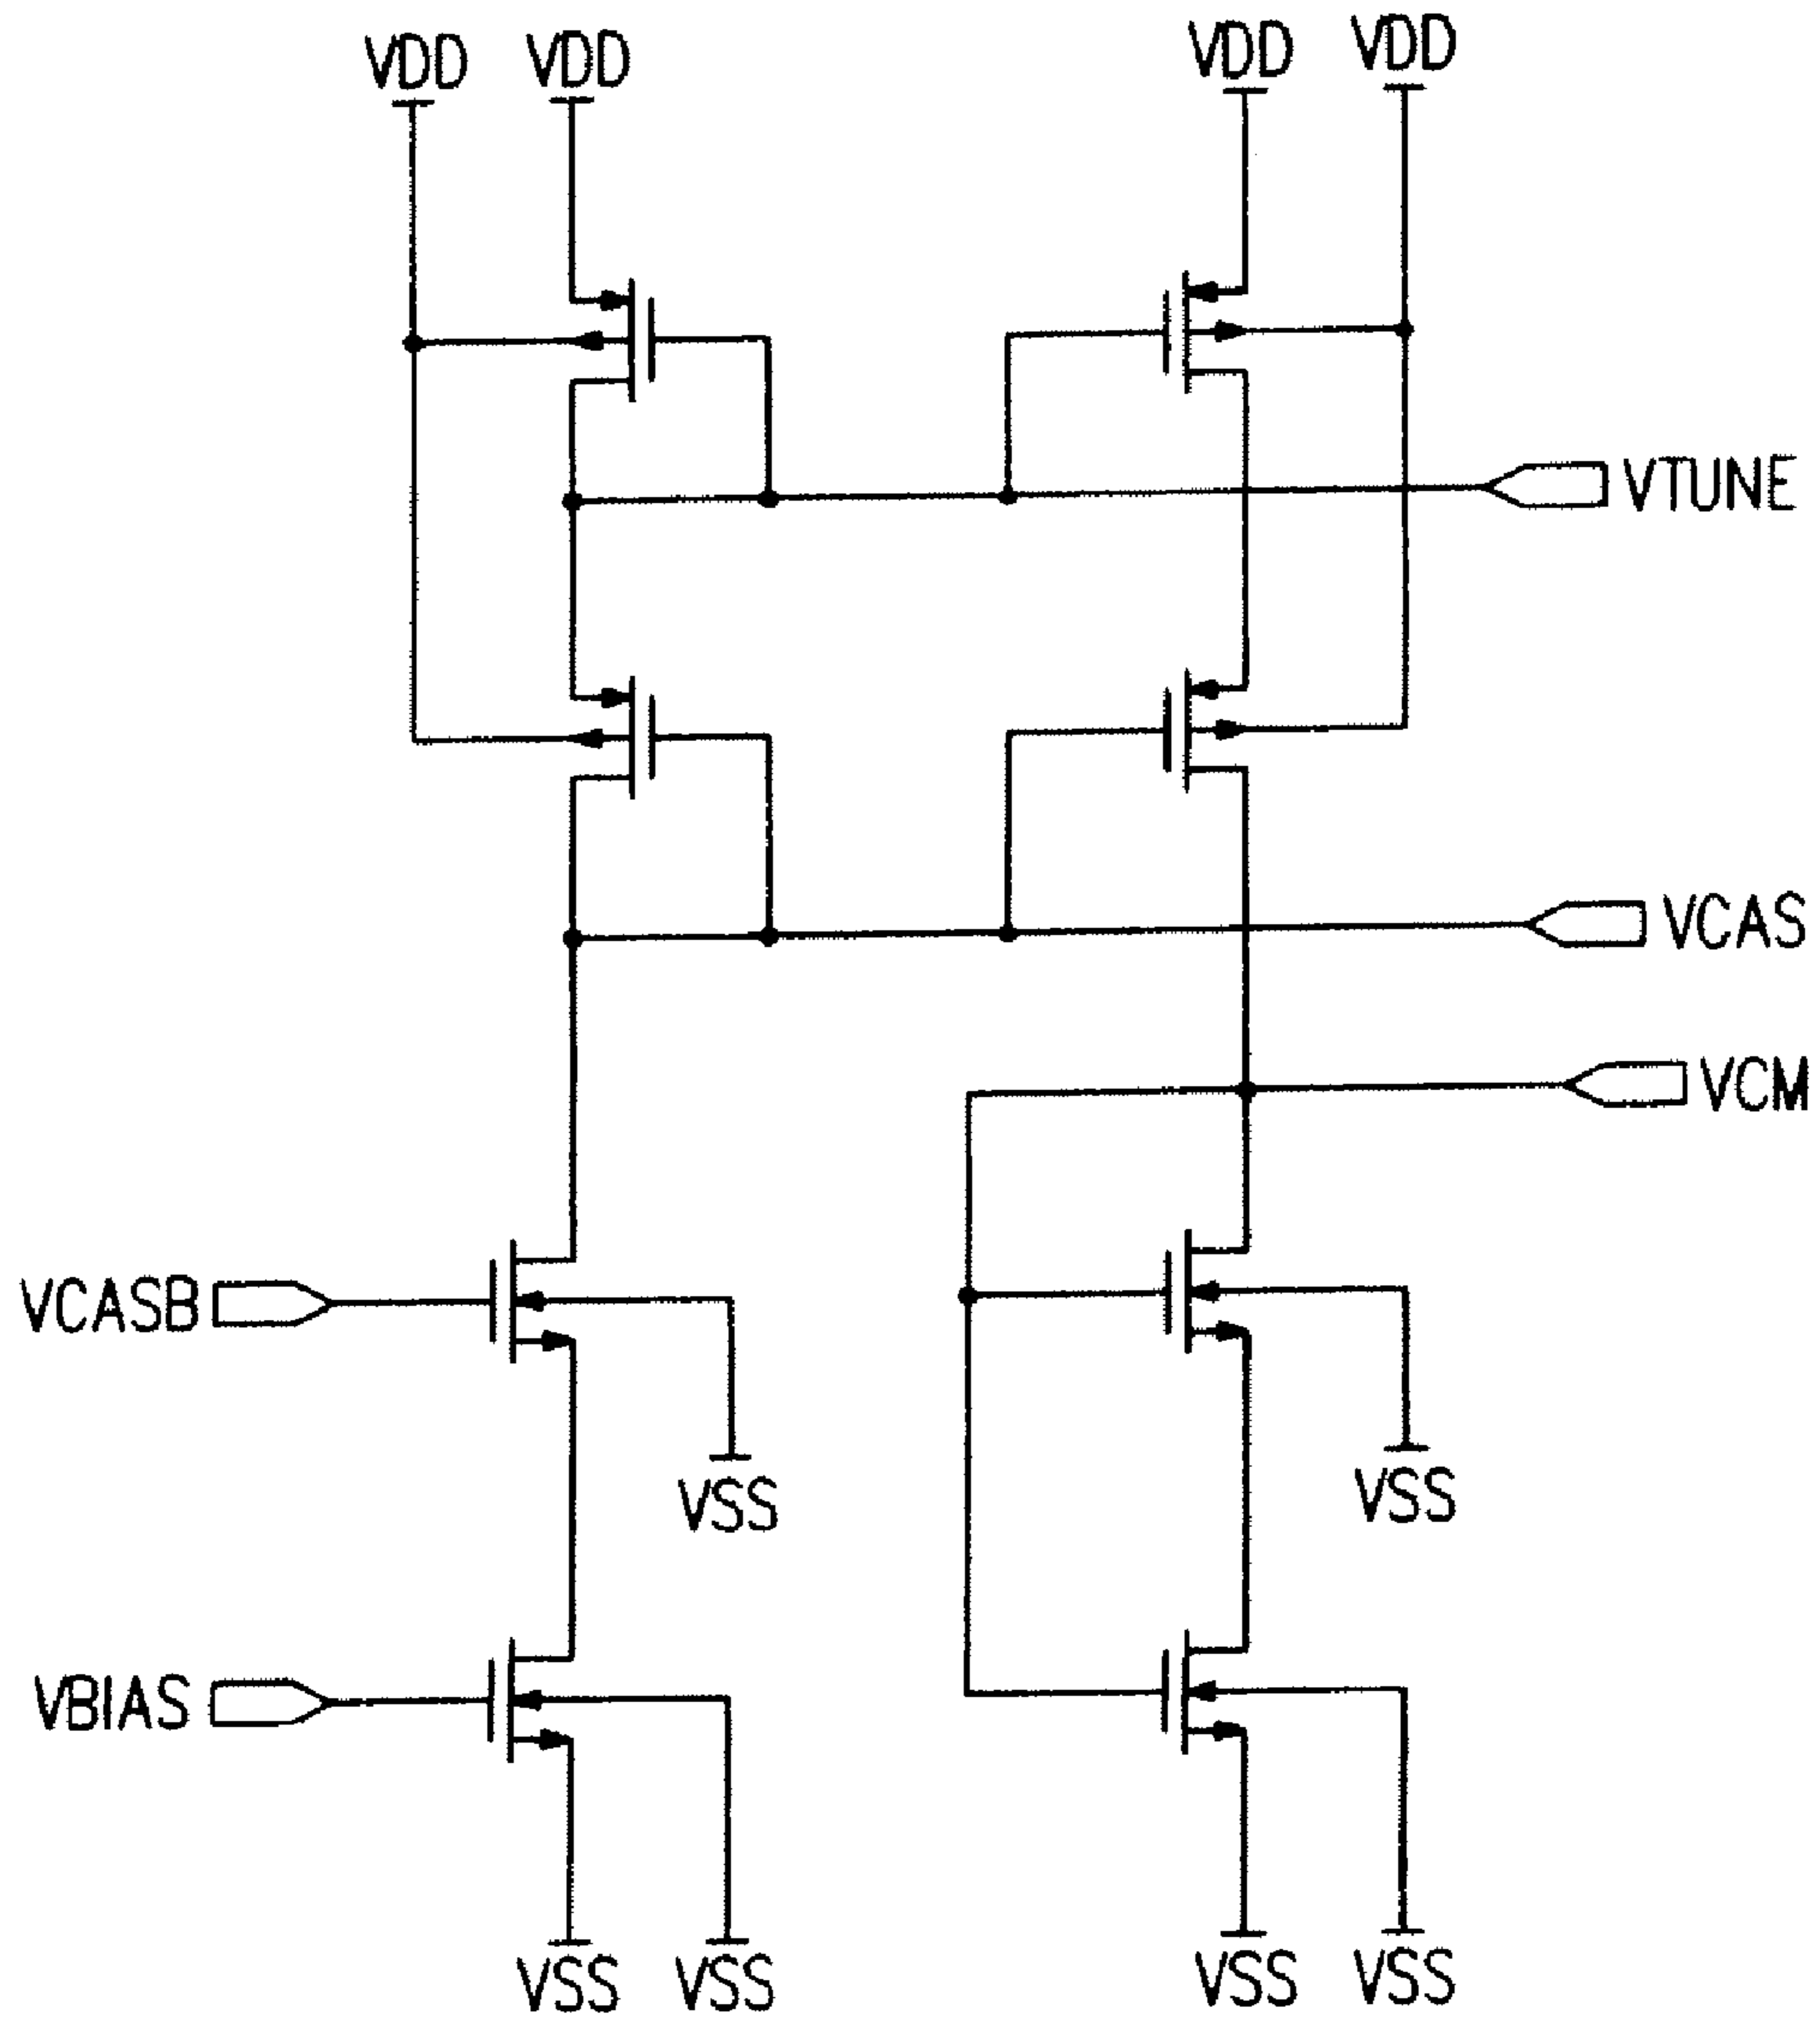 VDD VDD VDD VDD
VTUNE
VCAS
VCM
VCASB
VSS VSS
VBIAS
VSS VSS VSS VSS